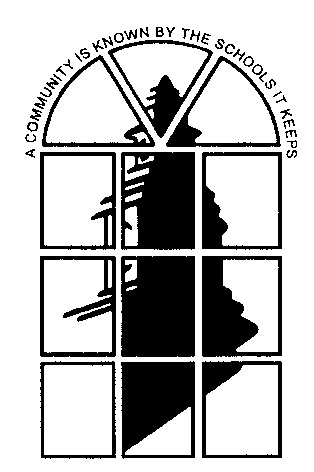 A COMMUNITY IS KNOWN BY THE SCHOOLS IT KEEPS